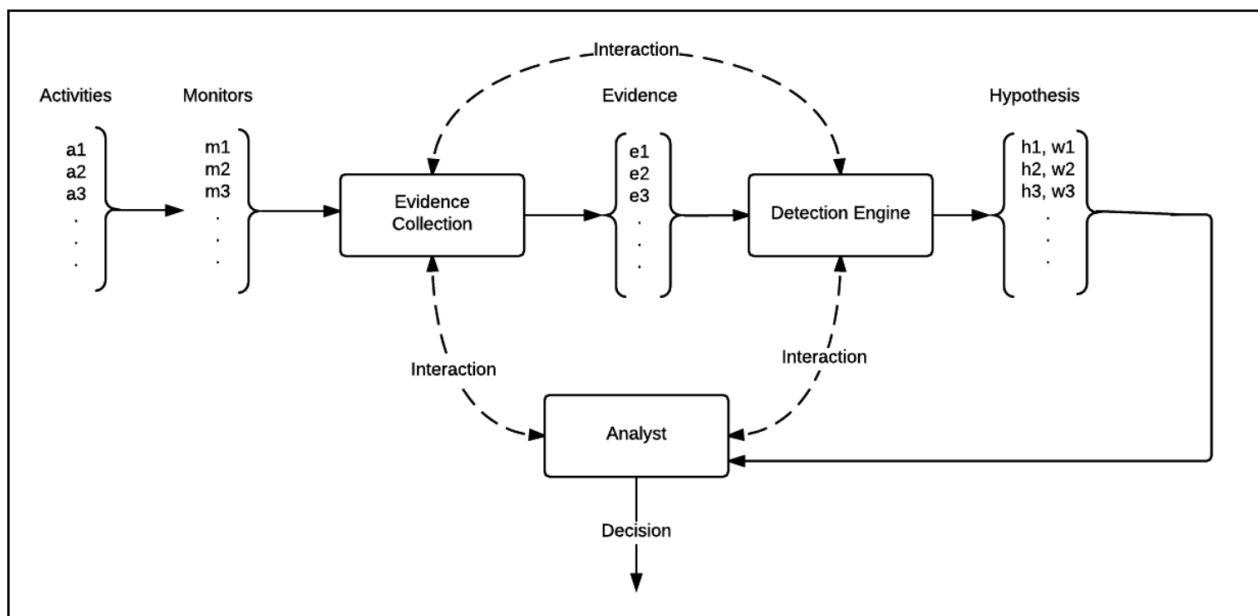 Interaction
Activities
Monitors
Evidence
Hypothesis
a1
a2
a3
.
.
.
m1
m2
m3
.
.
.
Evidence
Collection
e1
e2
e3
.
.
.
Detection Engine
h1, w1
h2, w2
h3, w3
.
.
.
Interaction
Interaction
Analyst
Decision